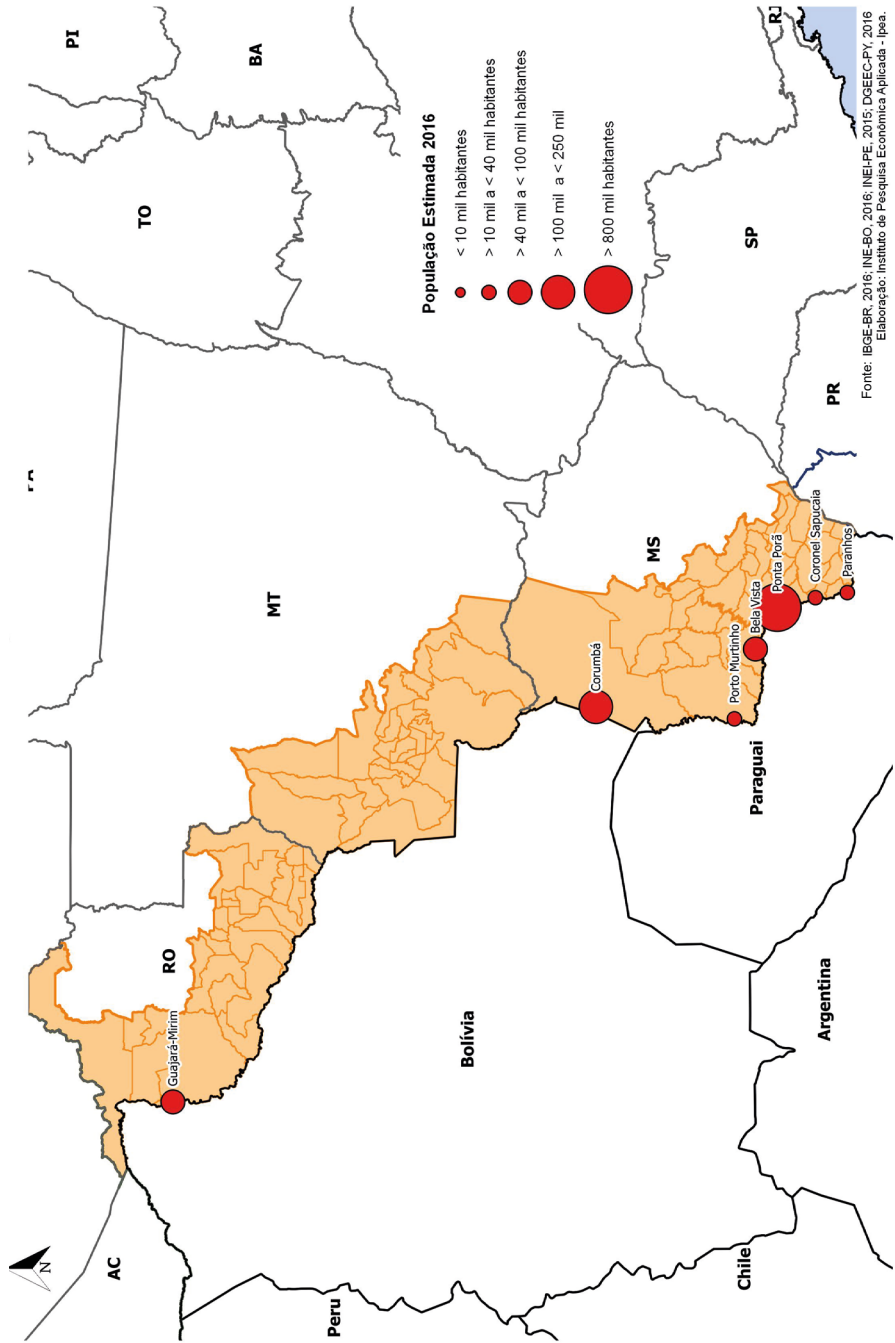 N
PI
BA
TO
AC
RO
MT
Guajará-Mirim
Peru
Bolívia
População Estimada 2016
< 10 mil habitantes
> 10 mil a < 40 mil habitantes
> 40 mil a < 100 mil habitantes
> 100 mil a < 250 mil
> 800 mil habitantes
RJ
SP
MS
PR
Corumbá
Porto Murtinho
Bela Vista
Ponta Porã
Coronel Sapucaia
Paranhos
Paraguai
Argentina
Chile
Fonte: IBGE-BR, 2016; INE-BO, 2016; INEI-PE, 2015; DGEEC-PY, 2016
Elaboração: Instituto de Pesquisa Econômica Aplicada - Ipea.